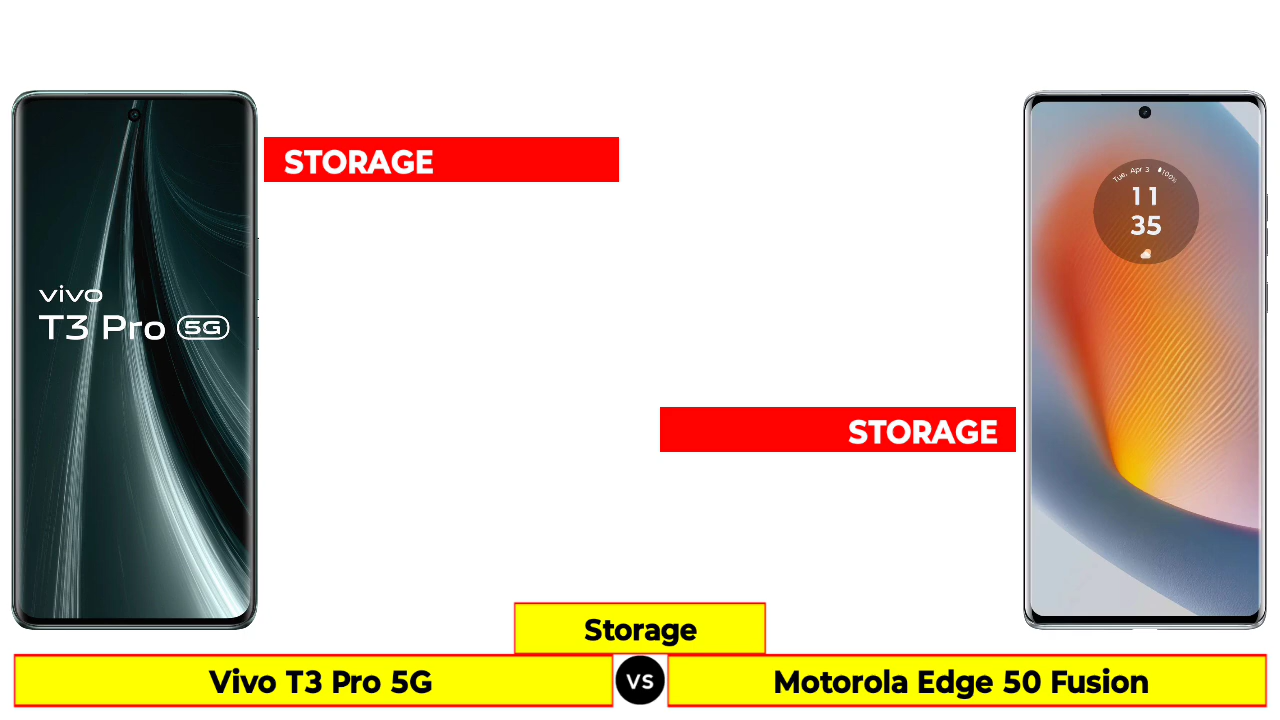 STORAGE
vivo
T3 Pro 5G
Tue, Apr 3 100%
11
35
STORAGE
Storage
Vivo T3 Pro 5G VS Motorola Edge 50 Fusion